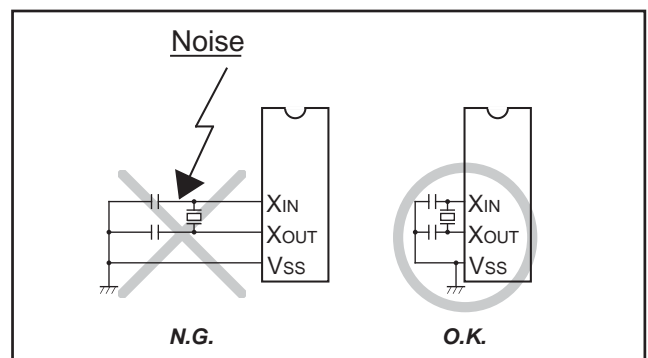 Noise
XIN
XOUT
VSS
N.G.
XIN
XOUT
VSS
O.K.